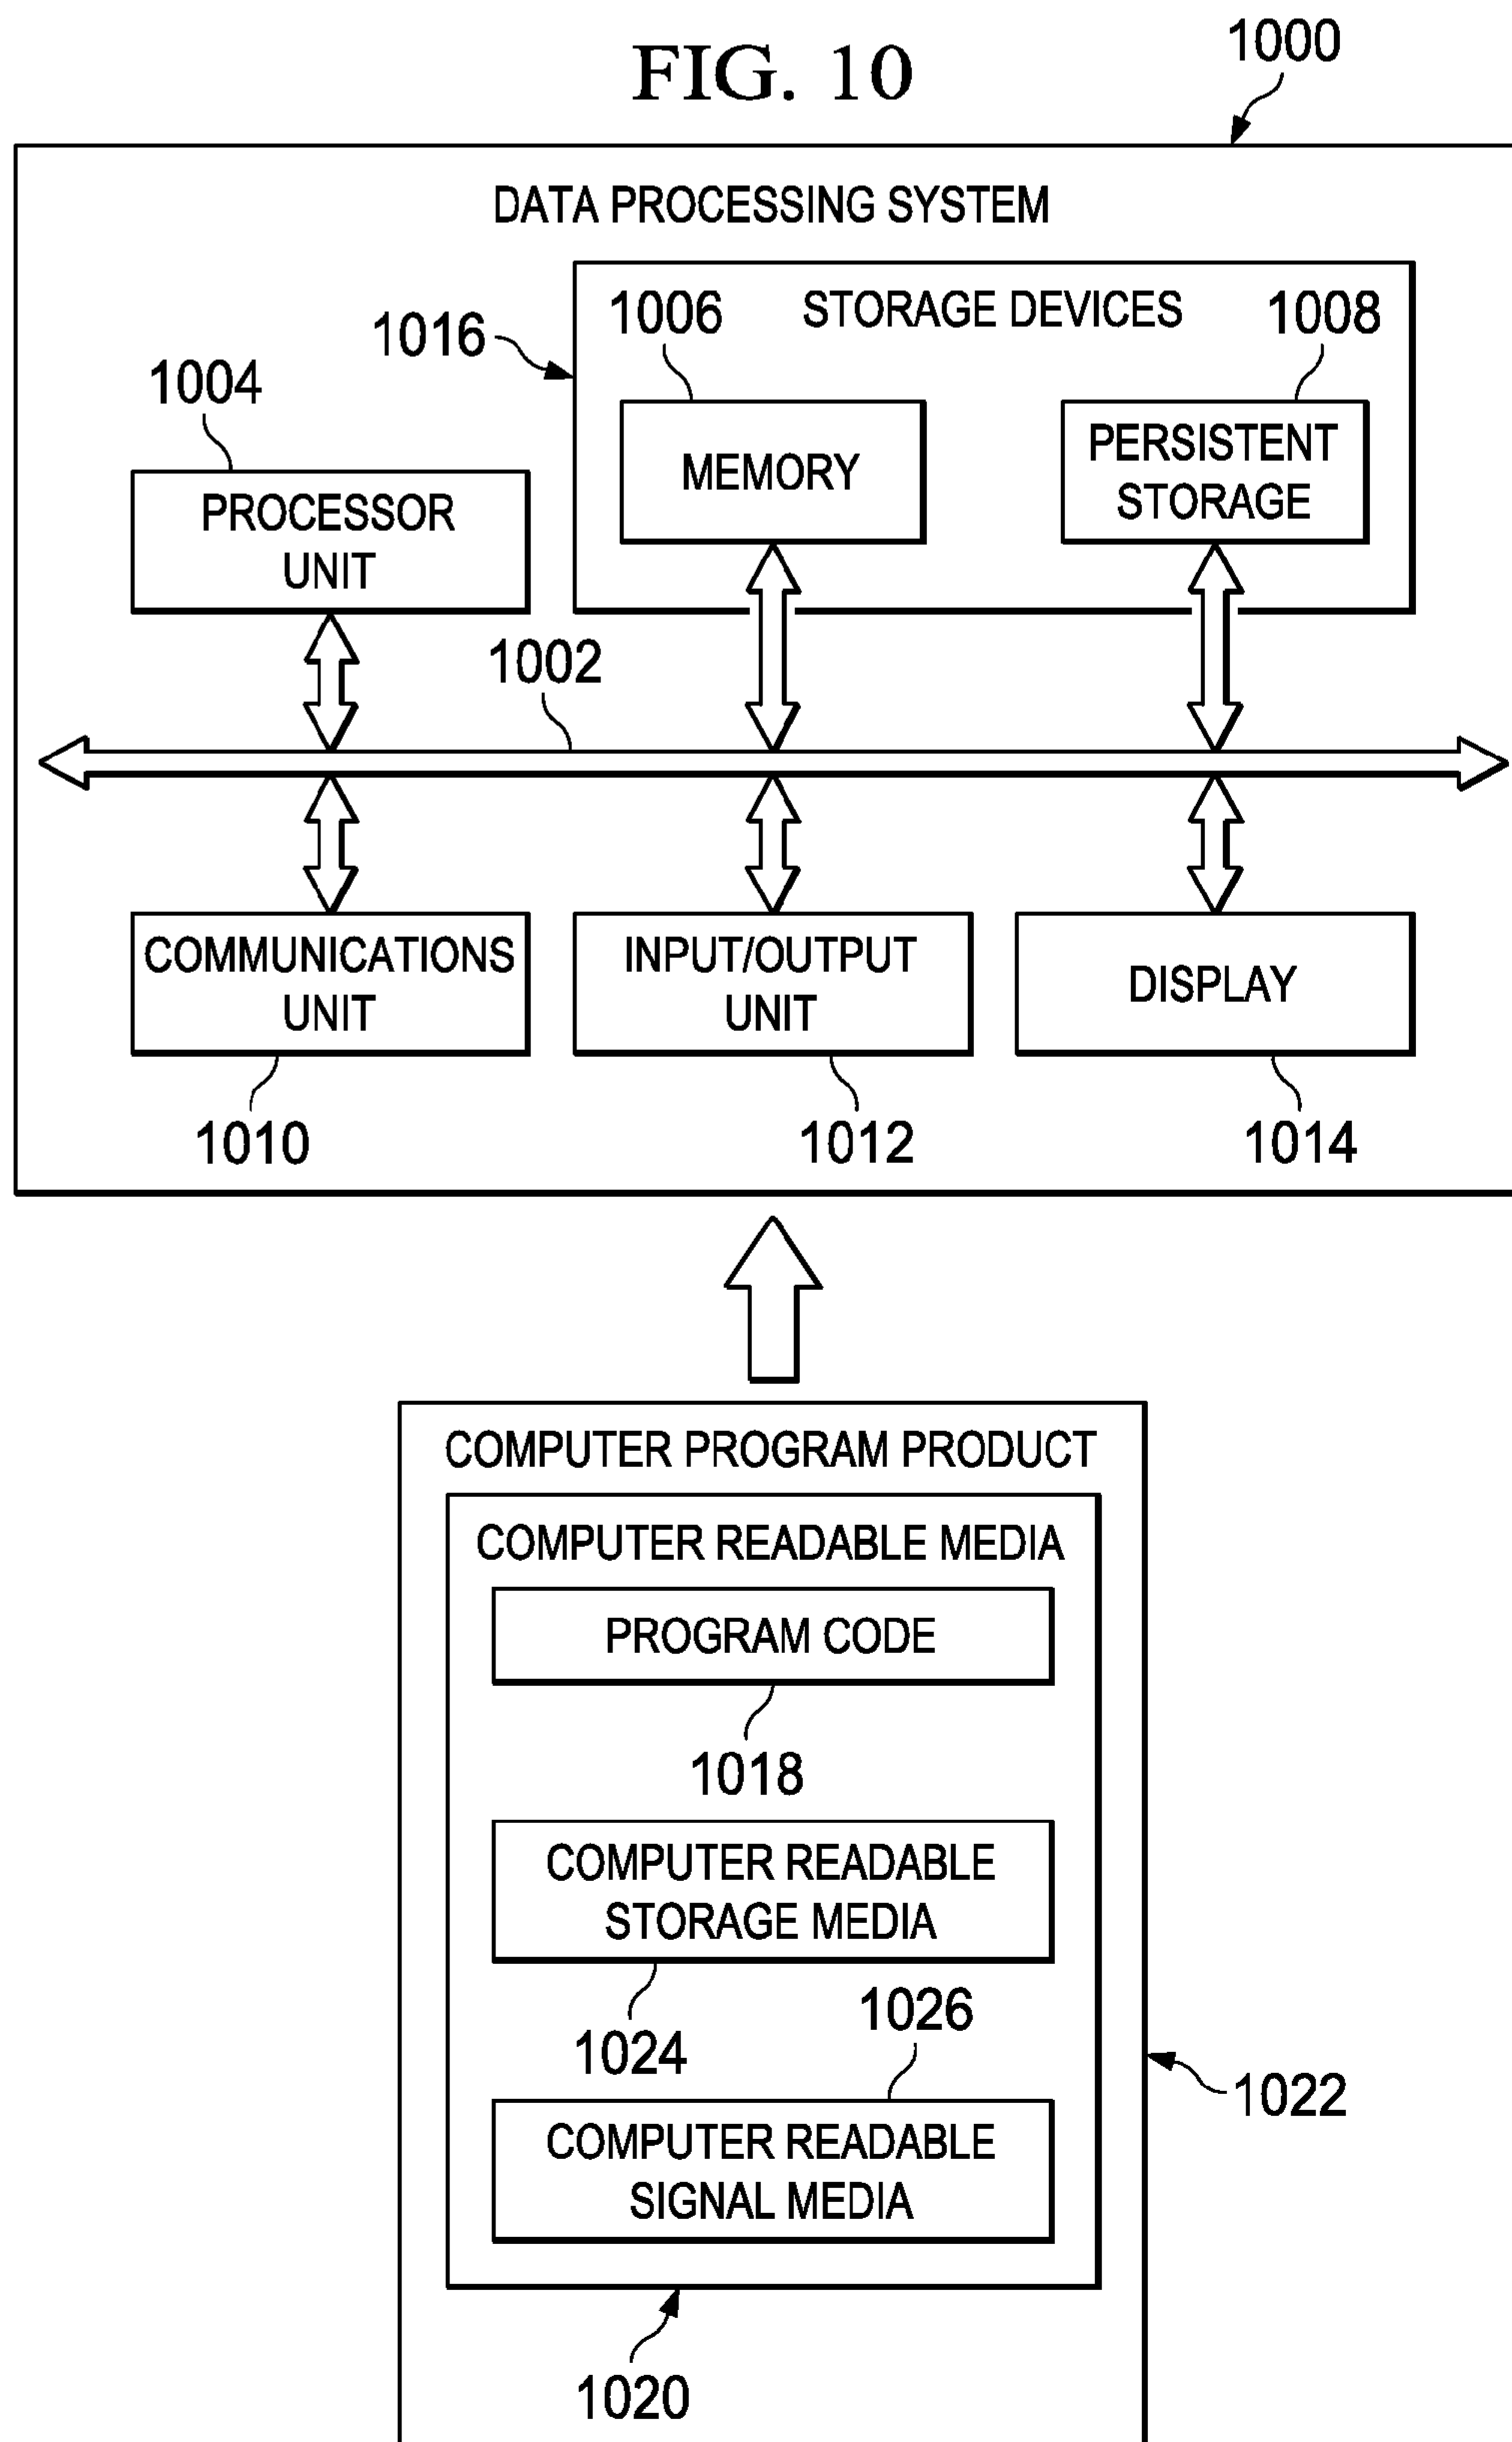 FIG. 10
1000
DATA PROCESSING SYSTEM
1016
1006
STORAGE DEVICES
1008
1004
MEMORY
PERSISTENT
STORAGE
PROCESSOR
UNIT
1002
COMMUNICATIONS
UNIT
INPUT/OUTPUT
UNIT
DISPLAY
1010
1012
1014
COMPUTER PROGRAM PRODUCT
COMPUTER READABLE MEDIA
PROGRAM CODE
1018
COMPUTER READABLE
STORAGE MEDIA
1024
1026
COMPUTER READABLE
SIGNAL MEDIA
1022
1020